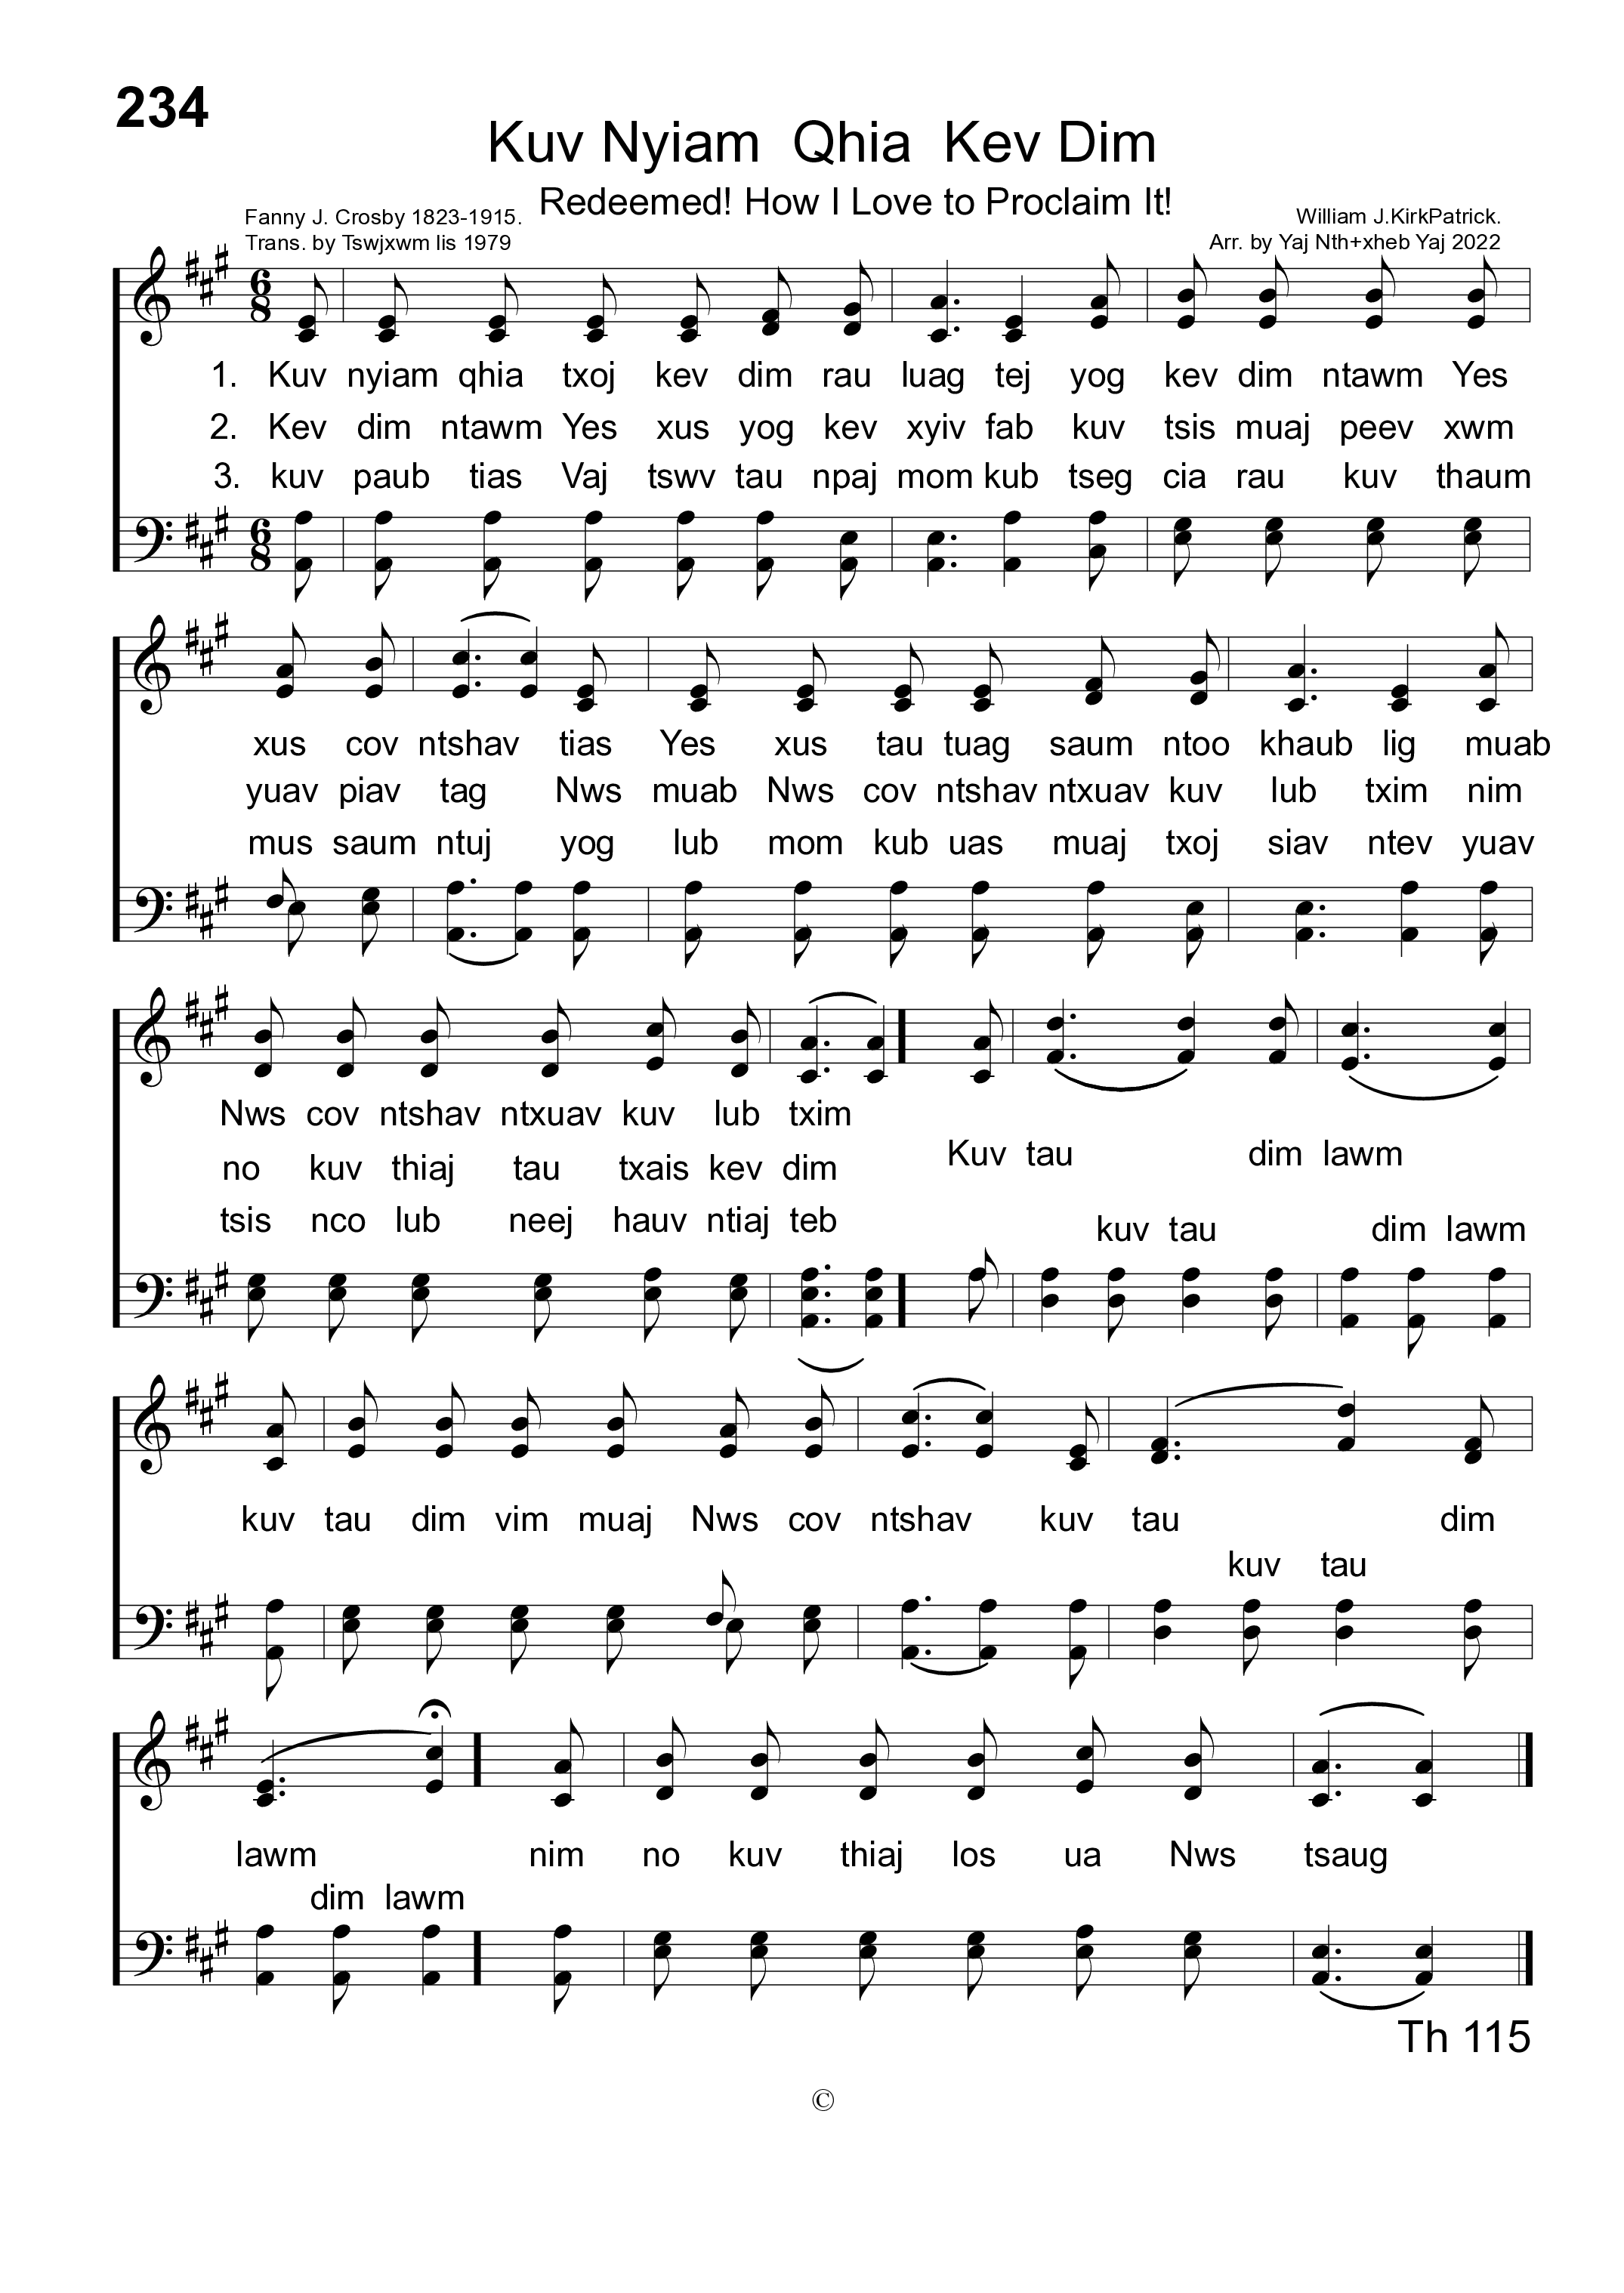 234
Kuv Nyiam Qhia Kev Dim
Redeemed! How I Love to Proclaim It!
Fanny J. Crosby 1823-1915.
Trans. by Tswjxwm lis 1979
William J.KirkPatrick.
Arr. by Yaj Nth+xheb Yaj 2022
1. Kuv nyiam qhia txoj kev dim rau luag tej yog kev dim ntawm Yes
2. Kev dim ntawm Yes xus yog kev xyiv fab kuv tsis muaj peev xwm
3. kuv paub tias Vaj tswv tau npaj mom kub tseg cia rau kuv thaum
xus cov ntshav tias Yes xus tau tuag saum ntoo khaub lig muab
yuav piav tag Nws muab Nws cov ntshav ntxuav kuv lub txim nim
mus saum ntuj yog lub mom kub uas muaj txoj siav ntev yuav
Nws cov ntshav ntxuav kuv lub txim
no kuv thiaj tau txais kev dim
tsis nco lub neej hauv ntiaj teb
Kuv tau dim lawm
kuv tau dim lawm
kuv tau dim vim muaj Nws cov ntshav kuv tau dim
kuv tau
lawm nim no kuv thiaj los ua Nws tsaug
dim lawm
Th 115
©